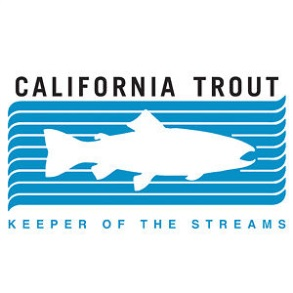 CALIFORNIA TROUT
KEEPER OF THE STREAMS